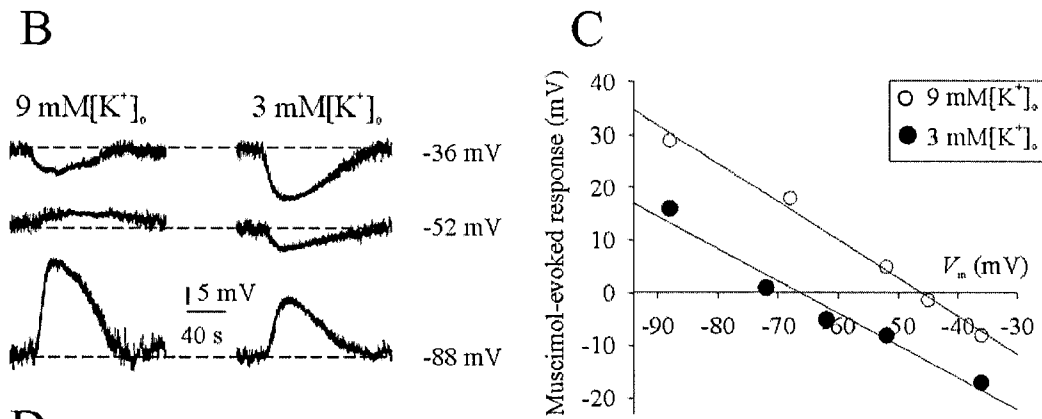 B
9 mM[K⁺]ₒ
3 mM[K⁺]ₒ
-36 mV
-52 mV
5 mV
40 s
-88 mV
C
Muscimol-evoked response (mV)
40
30
20
10
0
-10
-20
9 mM[K⁺]ₒ
3 mM[K⁺]ₒ
Vₘ (mV)
-90 -80 -70 -60 -50 -40 -30